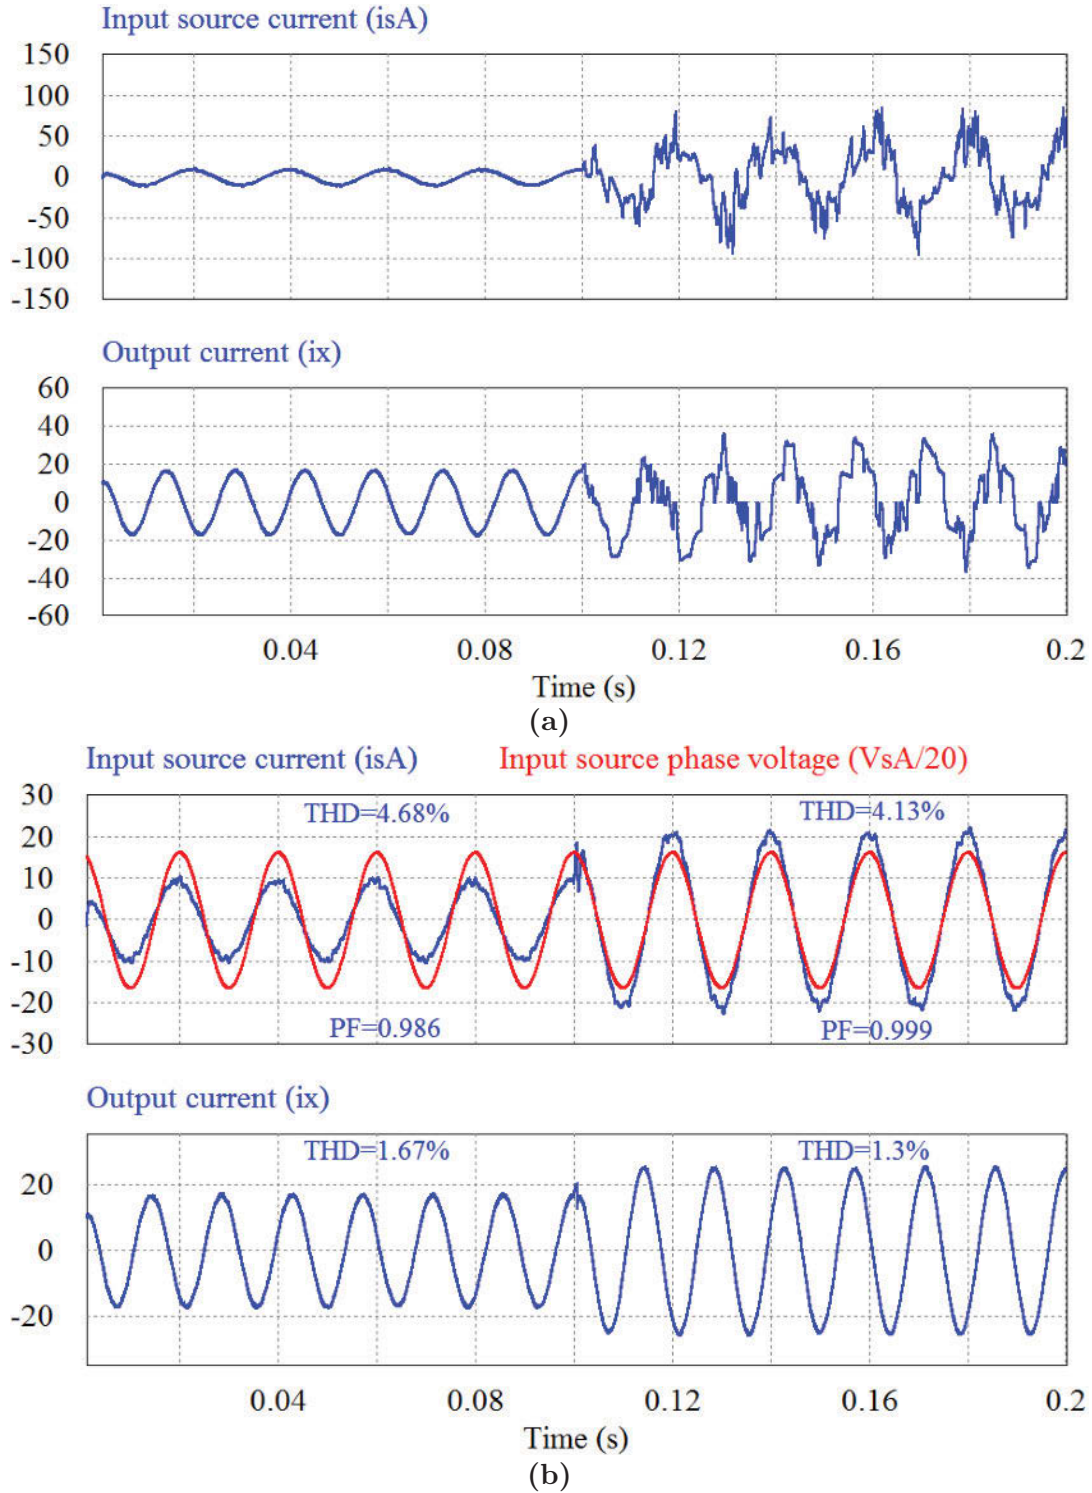 Input source current (isA)
150
100
50
0
-50
-100
-150
Output current (ix)
60
40
20
0
-20
-40
-60
0.04 0.08 0.12 0.16 0.2
Time (s)
(a)
Input source current (isA) Input source phase voltage (VsA/20)
30
20
10
0
-10
-20
-30
THD=4.68% THD=4.13%
PF=0.986 PF=0.999
Output current (ix)
THD=1.67% THD=1.3%
20
0
-20
0.04 0.08 0.12 0.16 0.2
Time (s)
(b)